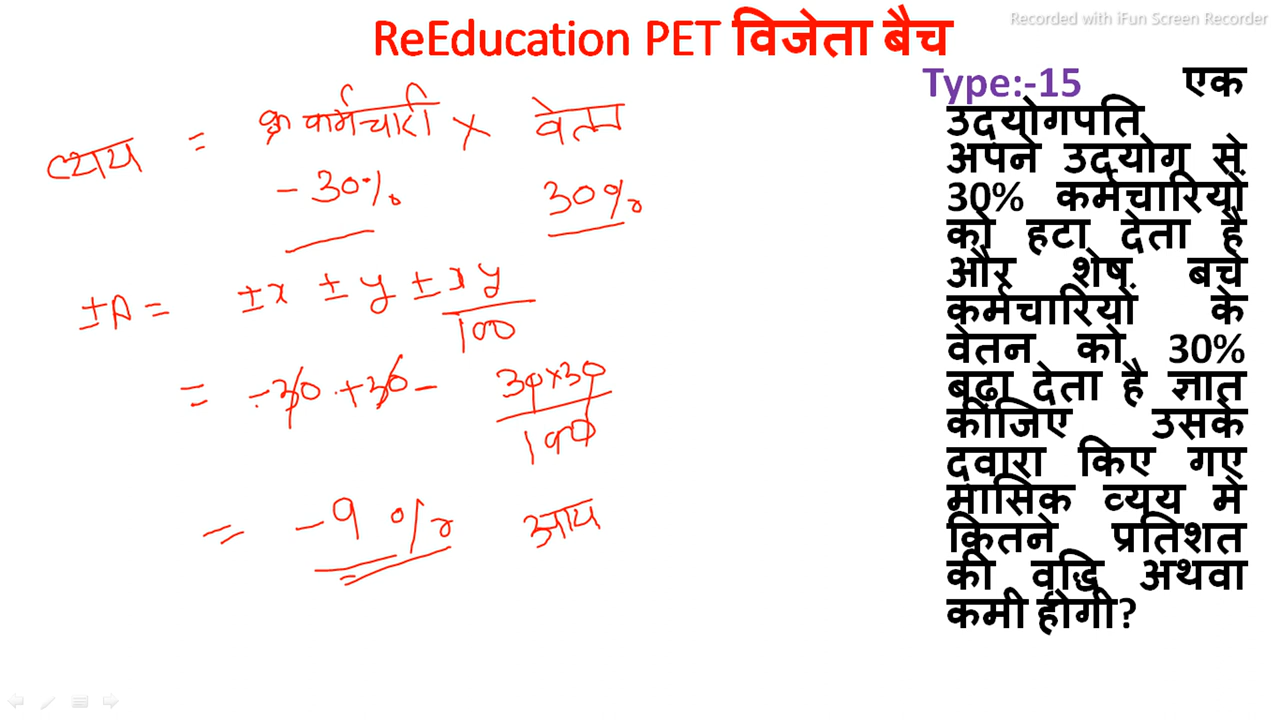 Recorded with iFun Screen Recorder
ReEducation PET विजेता बैच
Type:-15 एक
उदयोगपति
अपने उदयोग से
30% कर्मचारियों
को हटा देता है
और शेष बचे
कर्मचारियों के
वेतन को 30%
बढ़ा देता है ज्ञात
कीजिए उसके
दवारा किए गए
मासिक व्यय में
कितने प्रतिशत
की वृद्धि अथवा
कमी होगी?
व्यय = कर्मचारी × वेतन
- 30% 30%
±A = ±x ± y ± xy/100
= -30 +30 - 30×30/100
= -9 % आय